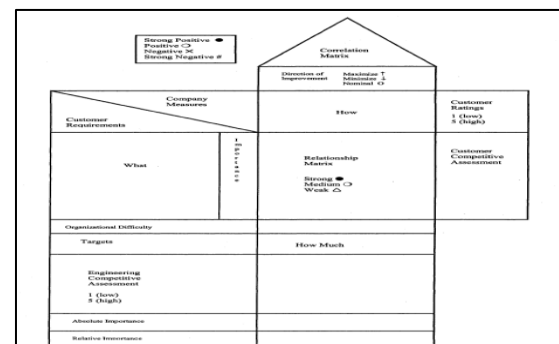 Strong Positive ●
Positive ❍
Negative ✕
Strong Negative #
Correlation
Matrix
Direction of
Improvement
Maximize ↑
Minimize ↓
Nominal ○
Company
Measures
Customer
Requirements
How
Customer
Ratings
1 (low)
5 (high)
What
Importance
Relationship
Matrix
Strong ●
Medium ❍
Weak △
Customer
Competitive
Assessment
Organizational Difficulty
Targets
How Much
Engineering
Competitive
Assessment
1 (low)
5 (high)
Absolute Importance
Relative Importance